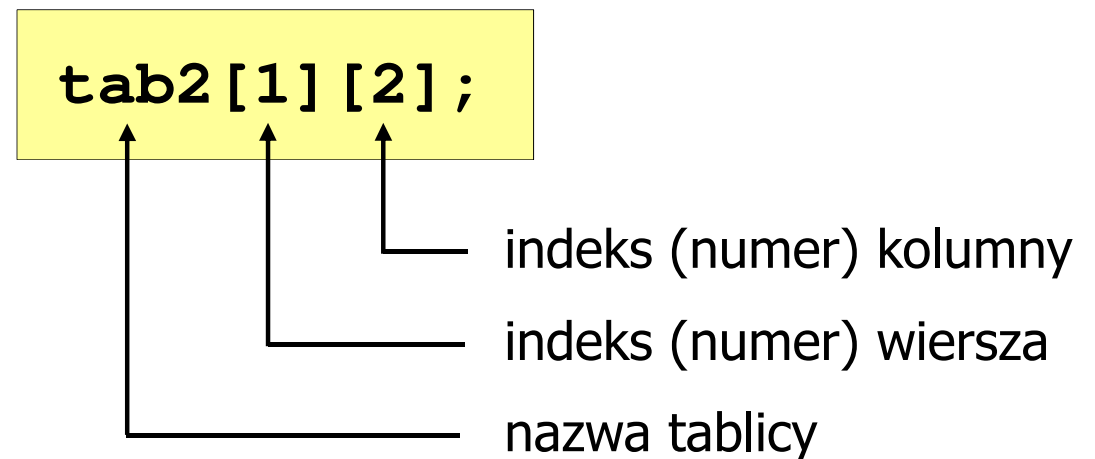 tab2[1][2];
indeks (numer) kolumny
indeks (numer) wiersza
nazwa tablicy